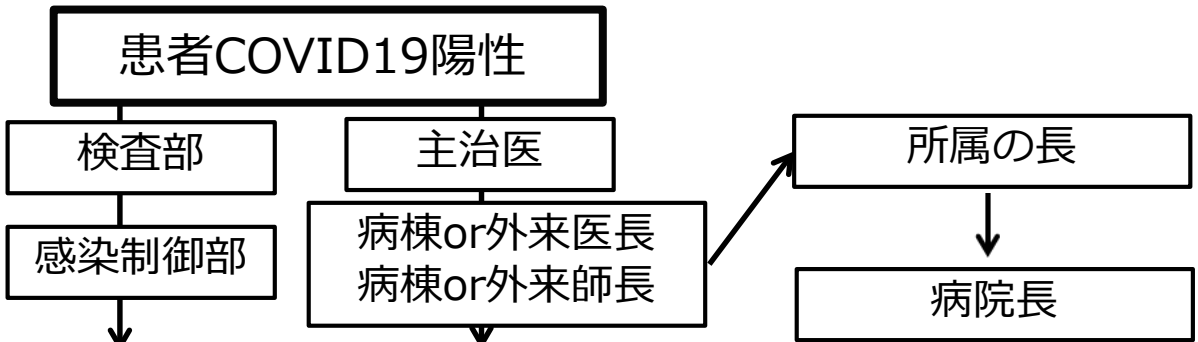 患者COVID19陽性
検査部
主治医
所属の長
感染制御部
病棟or外来医長
病棟or外来師長
病院長